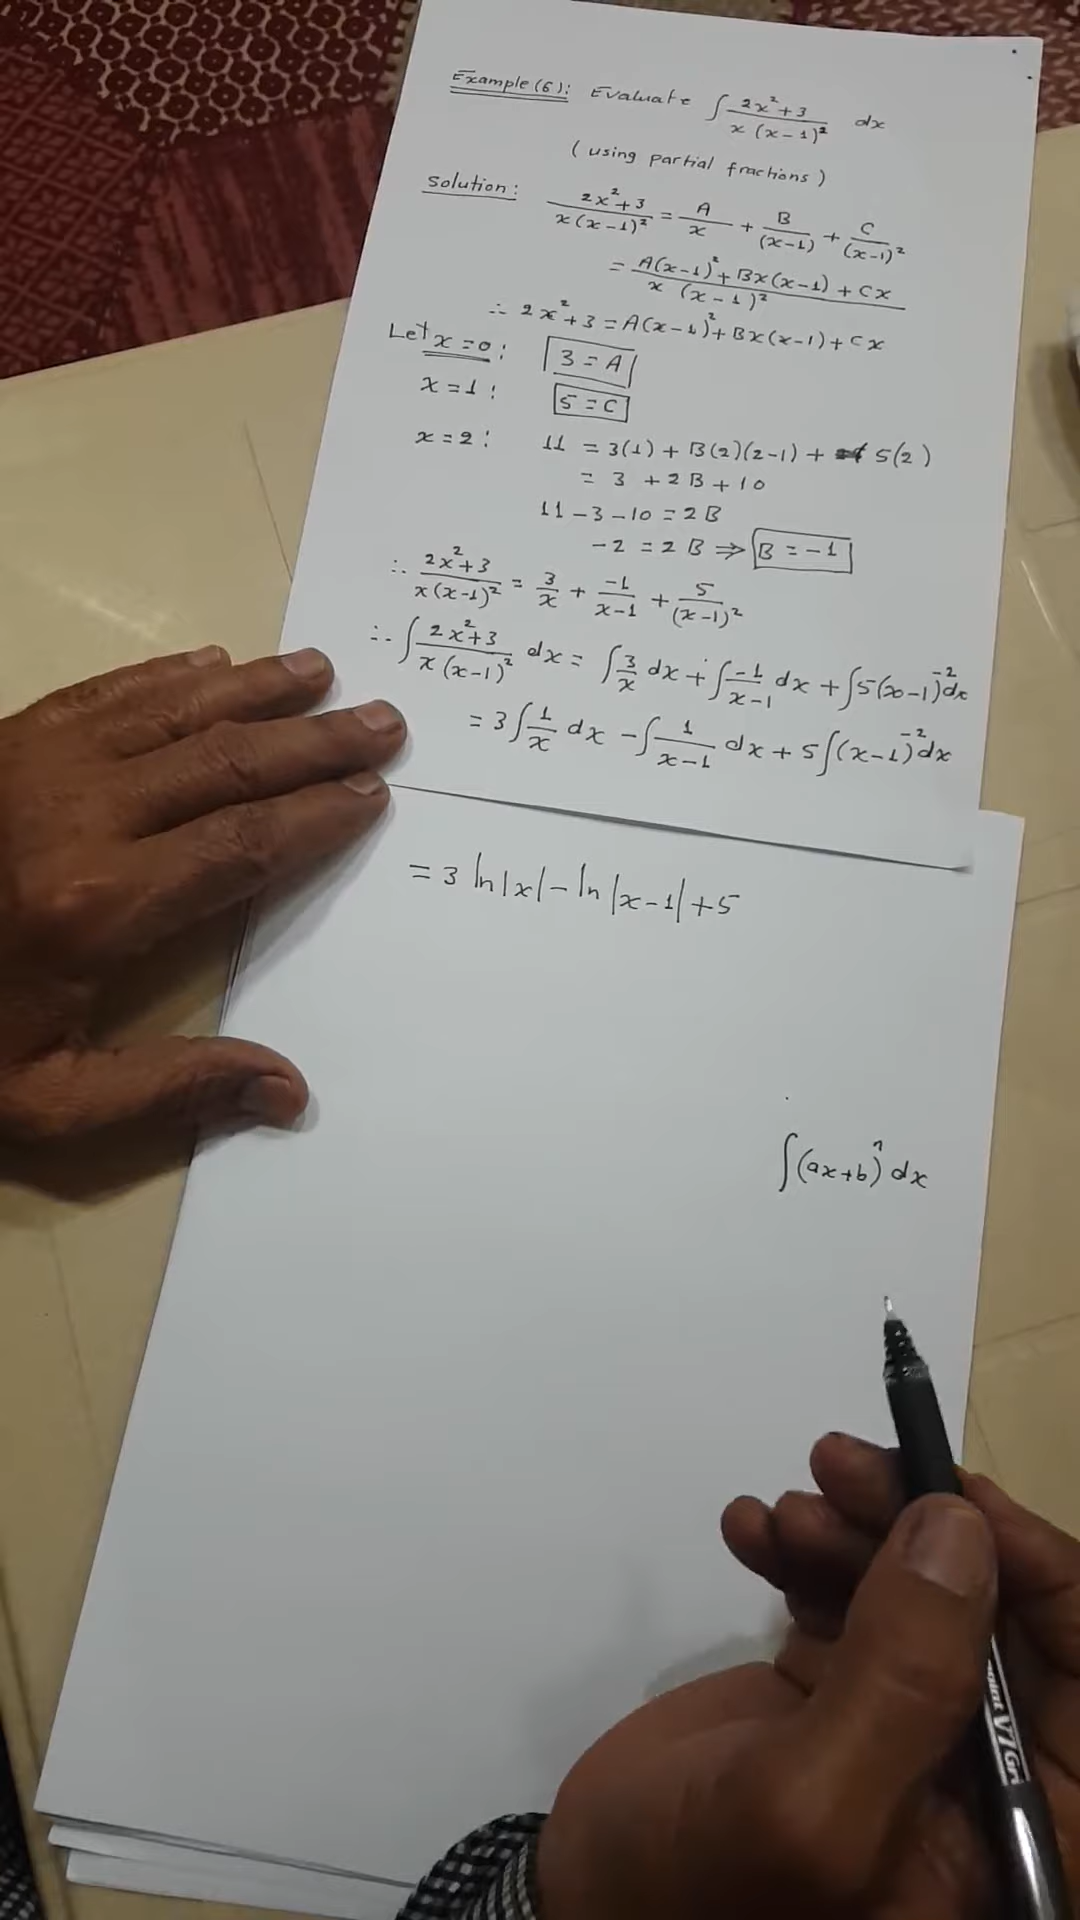 Example (6): Evaluate ∫ (2x²+3)/(x(x-1)²) dx
(using partial fractions)
Solution: (2x²+3)/(x(x-1)²) = A/x + B/(x-1) + C/(x-1)²
= (A(x-1)² + Bx(x-1) + Cx)/(x(x-1)²)
∴ 2x²+3 = A(x-1)² + Bx(x-1) + Cx
Let x=0: 3=A
x=1: 5=C
x=2: 11 = 3(1) + B(2)(2-1) + 5(2)
= 3 + 2B + 10
11-3-10 = 2B
-2 = 2B ⇒ B = -1
∴ (2x²+3)/(x(x-1)²) = 3/x + -1/(x-1) + 5/(x-1)²
∴ ∫ (2x²+3)/(x(x-1)²) dx = ∫ 3/x dx + ∫ -1/(x-1) dx + ∫ 5(x-1)⁻² dx
= 3∫ 1/x dx - ∫ 1/(x-1) dx + 5∫(x-1)⁻² dx
= 3 ln|x| - ln|x-1| + 5
∫(ax+b)ⁿ dx